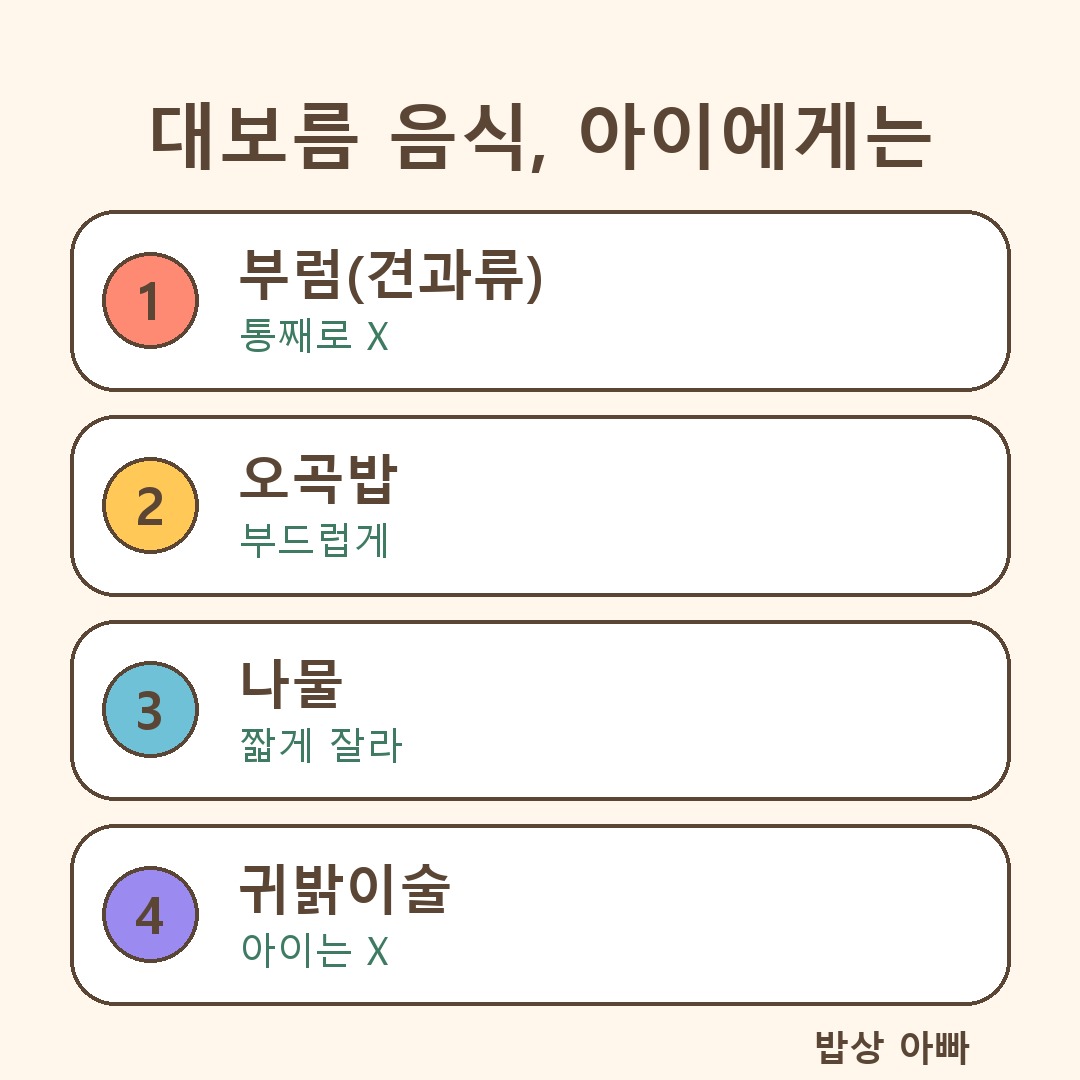 대보름 음식, 아이에게는
1
부럼(견과류)
통째로 X
2
오곡밥
부드럽게
3
나물
짧게 잘라
4
귀밝이술
아이는 X
밥상 아빠